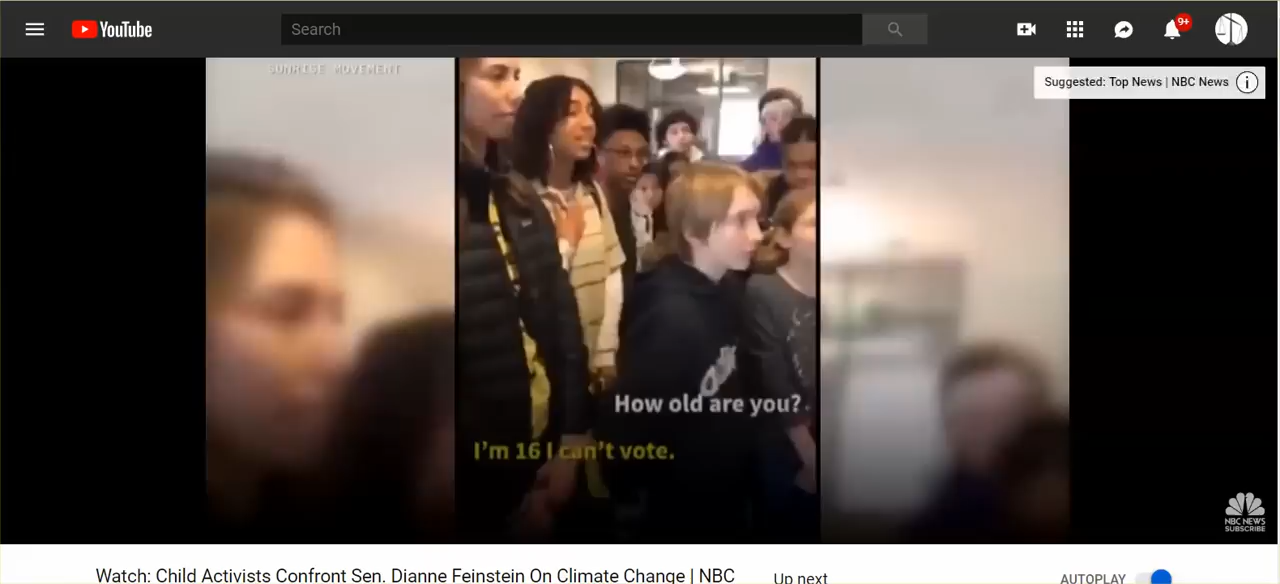 YouTube
Search
9+
SUNRISE MOVEMENT
Suggested: Top News | NBC News
i
How old are you?
I'm 16 I can't vote.
NBC NEWS
SUBSCRIBE
Watch: Child Activists Confront Sen. Dianne Feinstein On Climate Change | NBC
Up next
AUTOPLAY